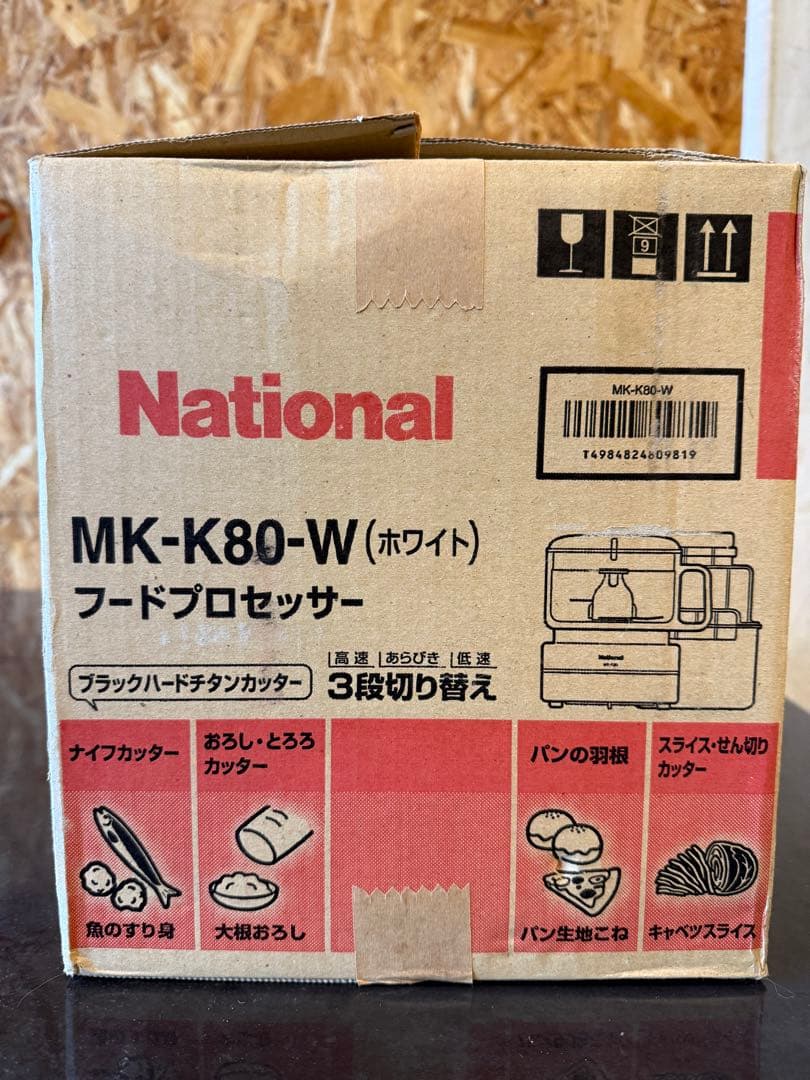 9
National
MK-K80-W
T4984824809819
MK-K80-W(ホワイト)
フードプロセッサー
National
ブラックハードチタンカッター
高速 あらびき 低速
3段切り替え
ナイフカッター
おろし・とろろ
カッター
パンの羽根
スライス・せん切り
カッター
魚のすり身
大根おろし
パン生地こね
キャベツスライス